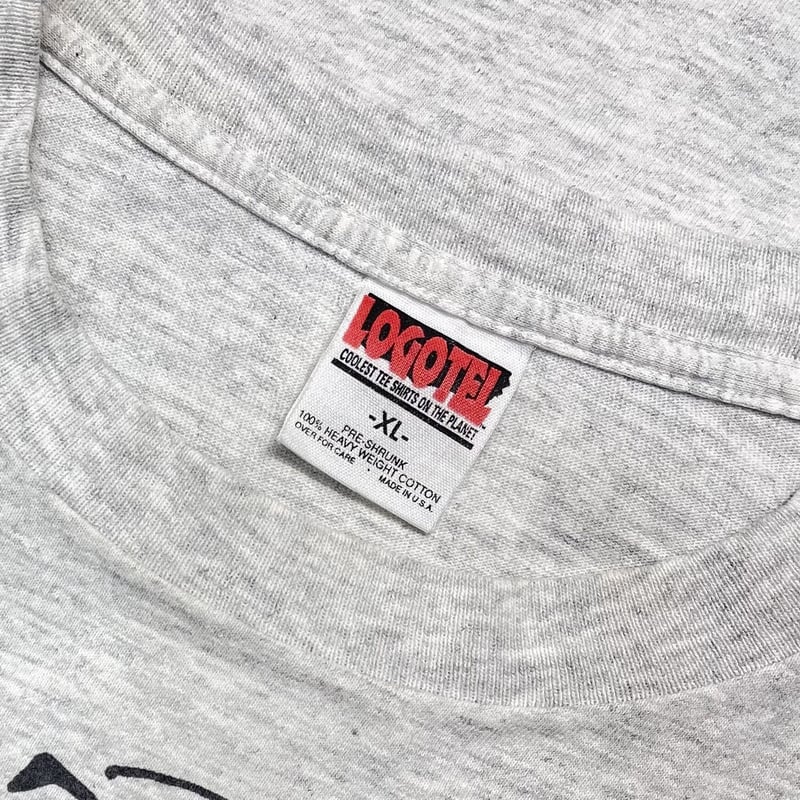 LOGOTEL
COOLEST TEE SHIRTS ON THE PLANET
-XL-
PRE-SHRUNK
100% HEAVY WEIGHT COTTON
OVER FOR CARE
MADE IN U.S.A.